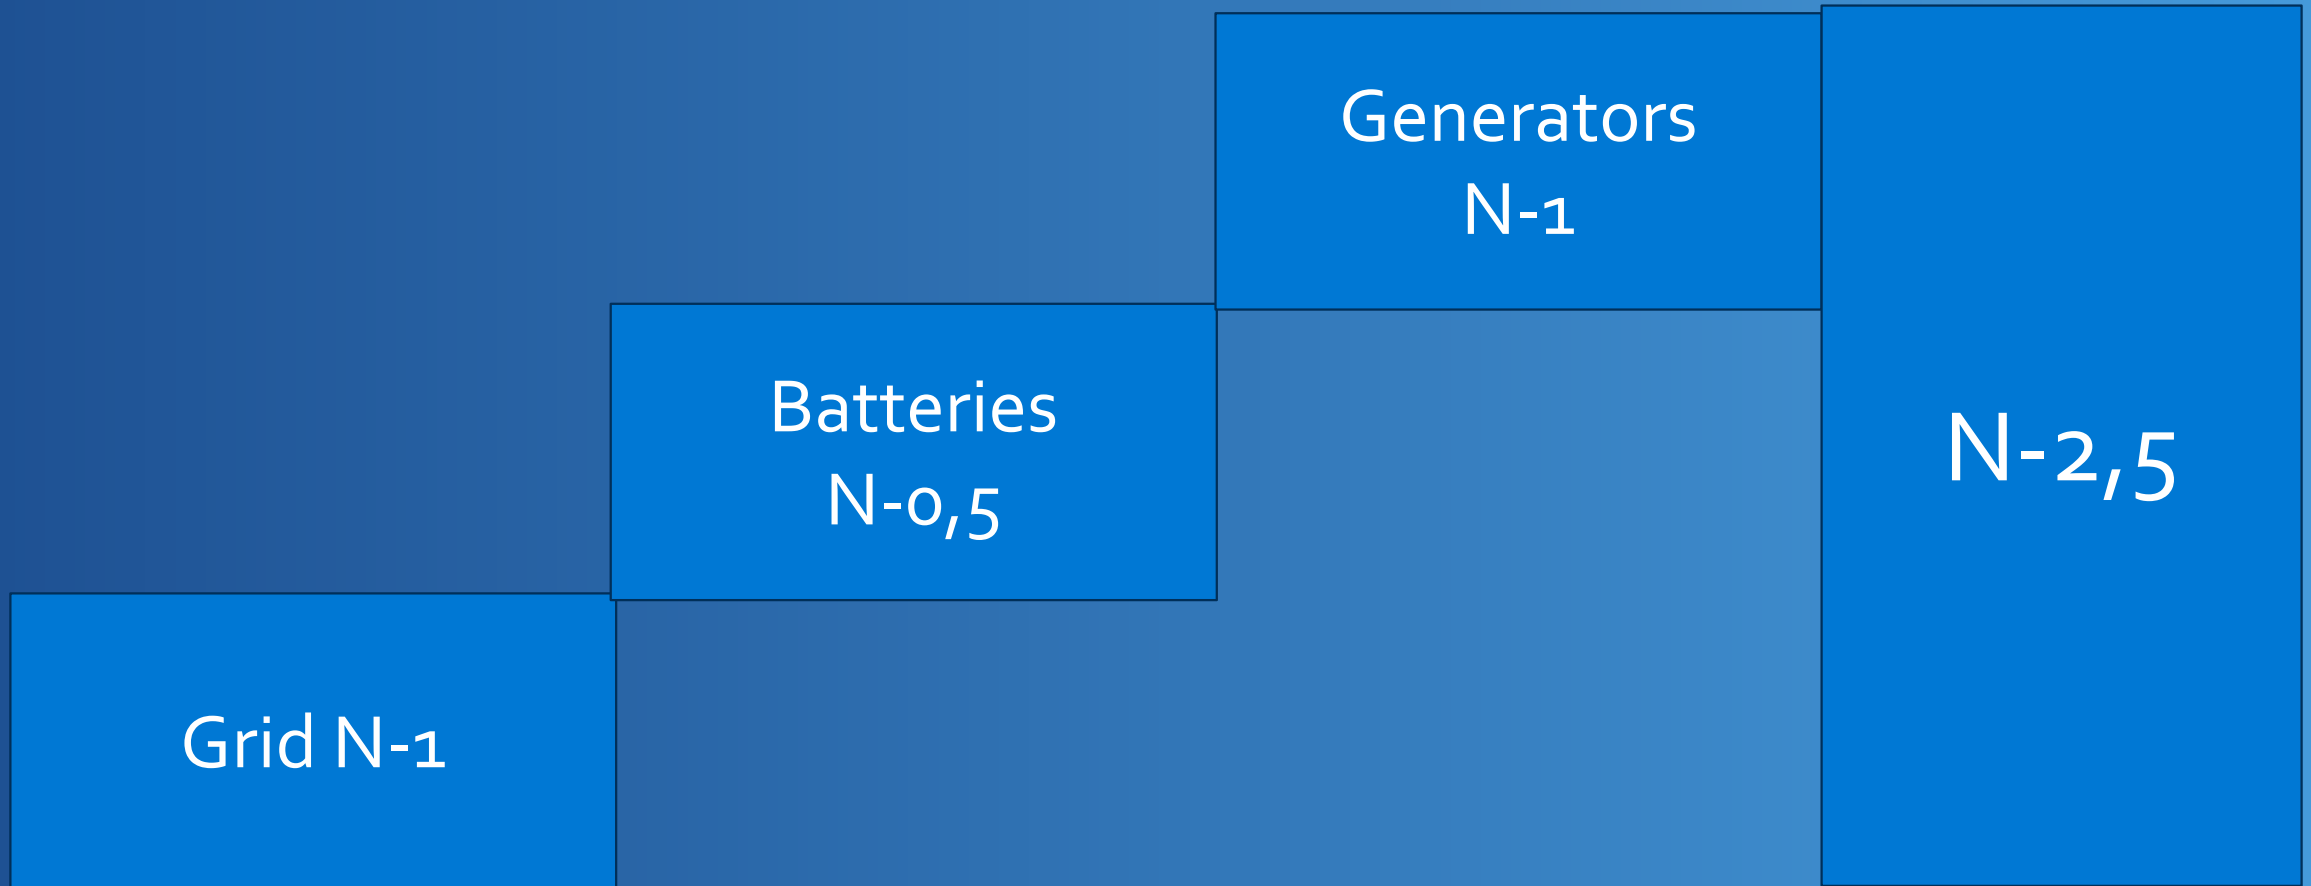 Generators
N-1
Batteries
N-0,5
Grid N-1
N-2,5